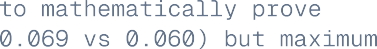 to mathematically prove
0.069 vs 0.060) but maximum